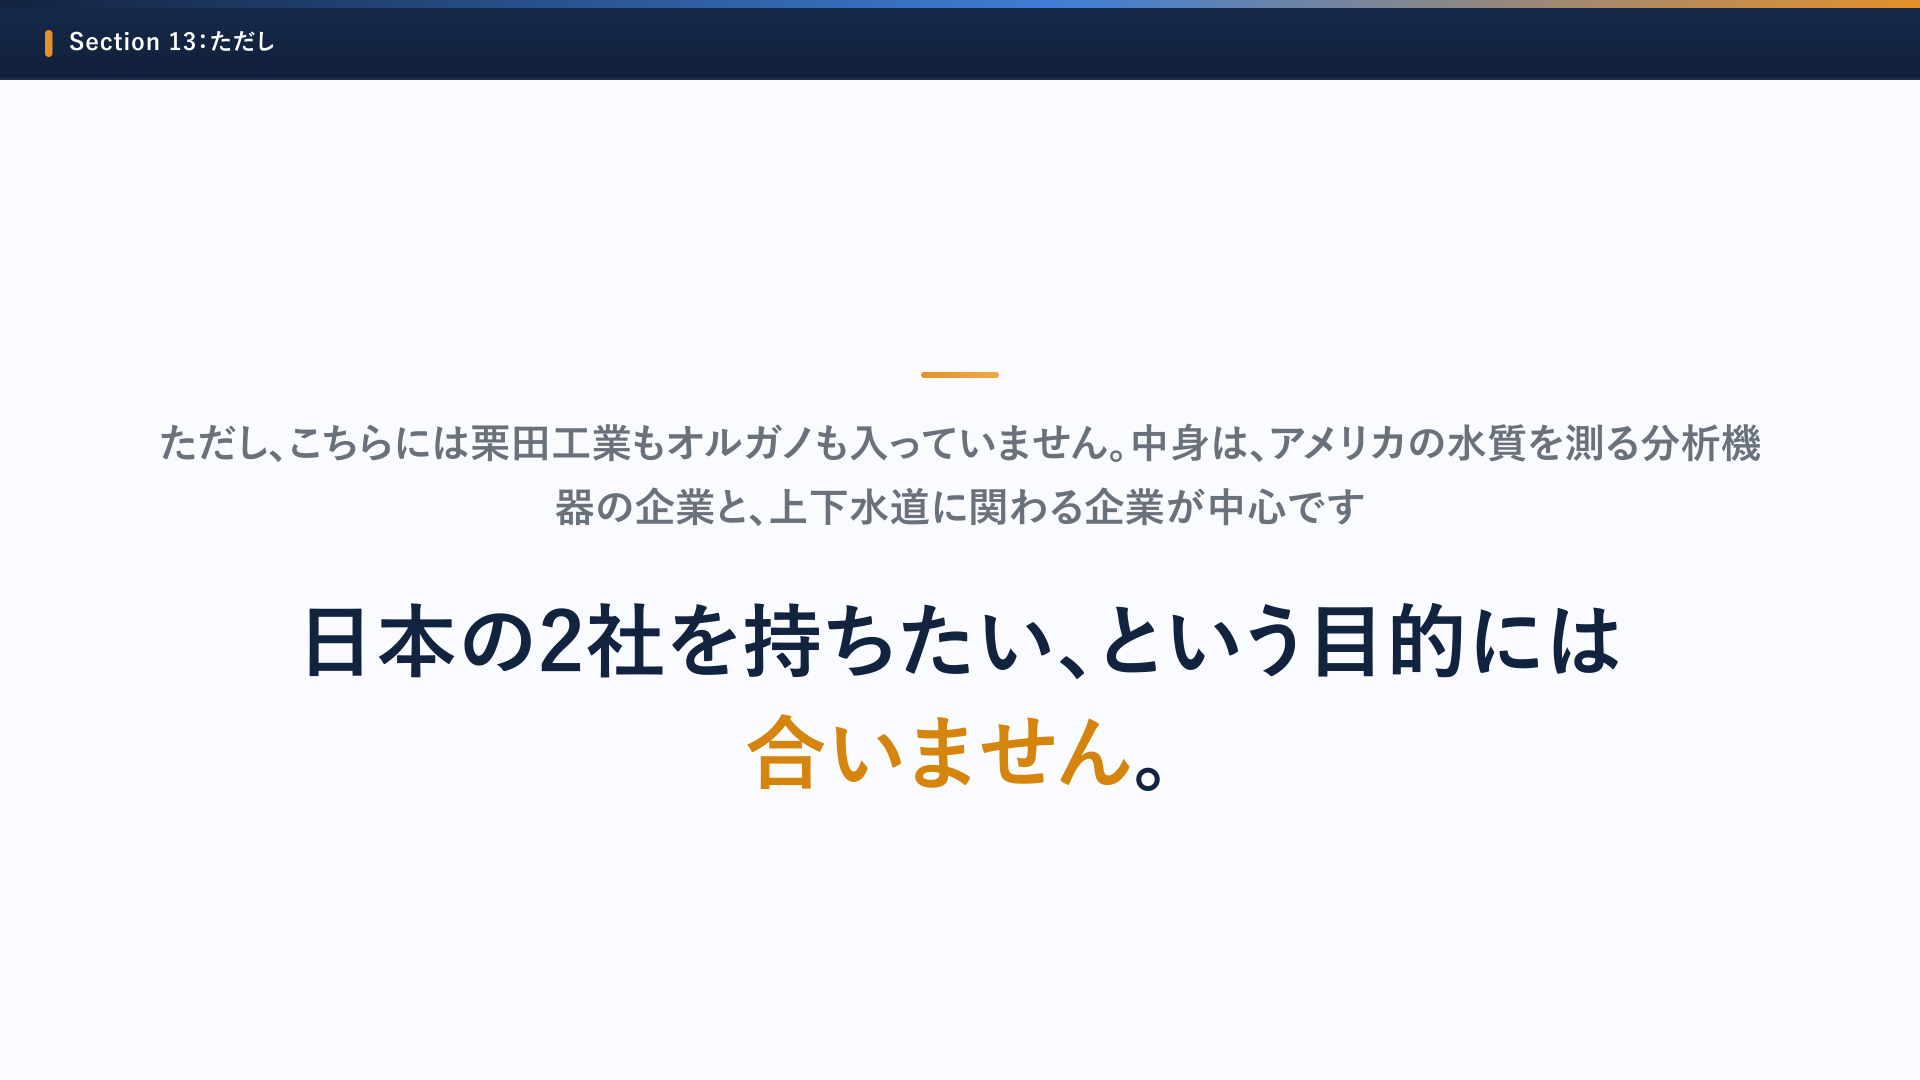 Section 13：ただし
ただし、こちらには栗田工業もオルガノも入っていません。中身は、アメリカの水質を測る分析機
器の企業と、上下水道に関わる企業が中心です
日本の2社を持ちたい、という目的には
合いません。